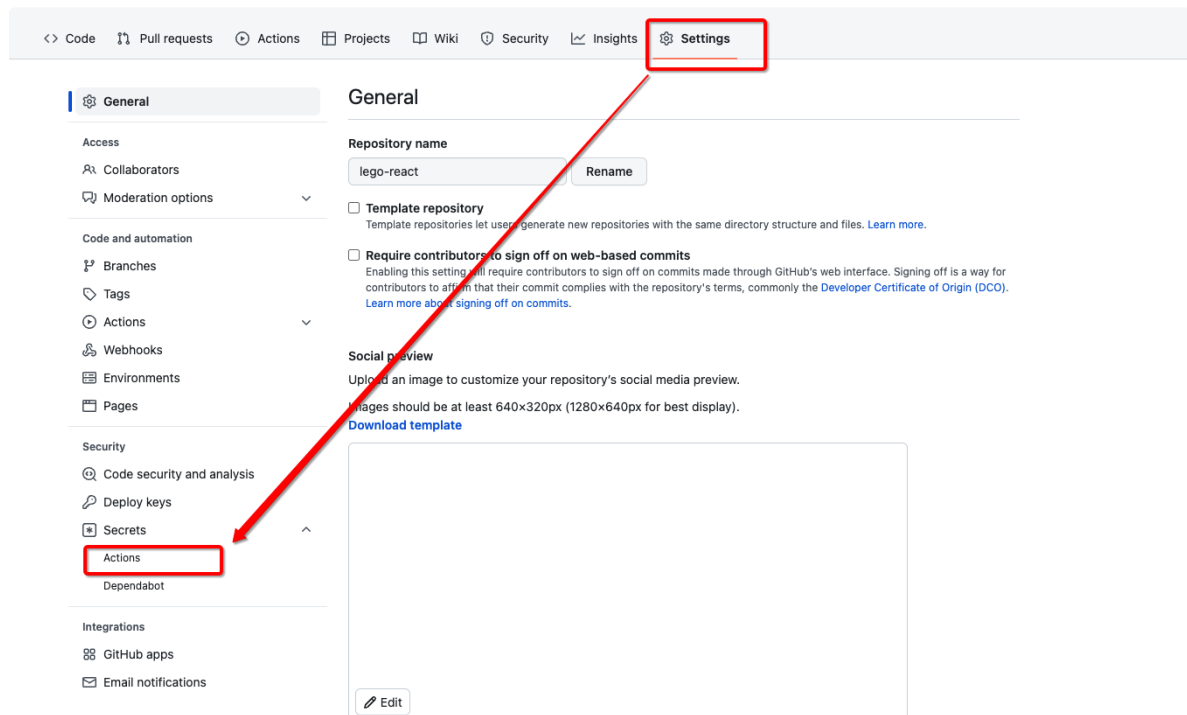 Code Pull requests Actions Projects Wiki Security Insights Settings
General
Access
Collaborators
Moderation options
Code and automation
Branches
Tags
Actions
Webhooks
Environments
Pages
Security
Code security and analysis
Deploy keys
Secrets
Actions
Dependabot
Integrations
GitHub apps
Email notifications
General
Repository name
lego-react Rename
Template repository
Template repositories let users generate new repositories with the same directory structure and files. Learn more.
Require contributors to sign off on web-based commits
Enabling this setting will require contributors to sign off on commits made through GitHub's web interface. Signing off is a way for
contributors to affirm that their commit complies with the repository's terms, commonly the Developer Certificate of Origin (DCO).
Learn more about signing off on commits.
Social preview
Upload an image to customize your repository's social media preview.
Images should be at least 640×320px (1280×640px for best display).
Download template
Edit